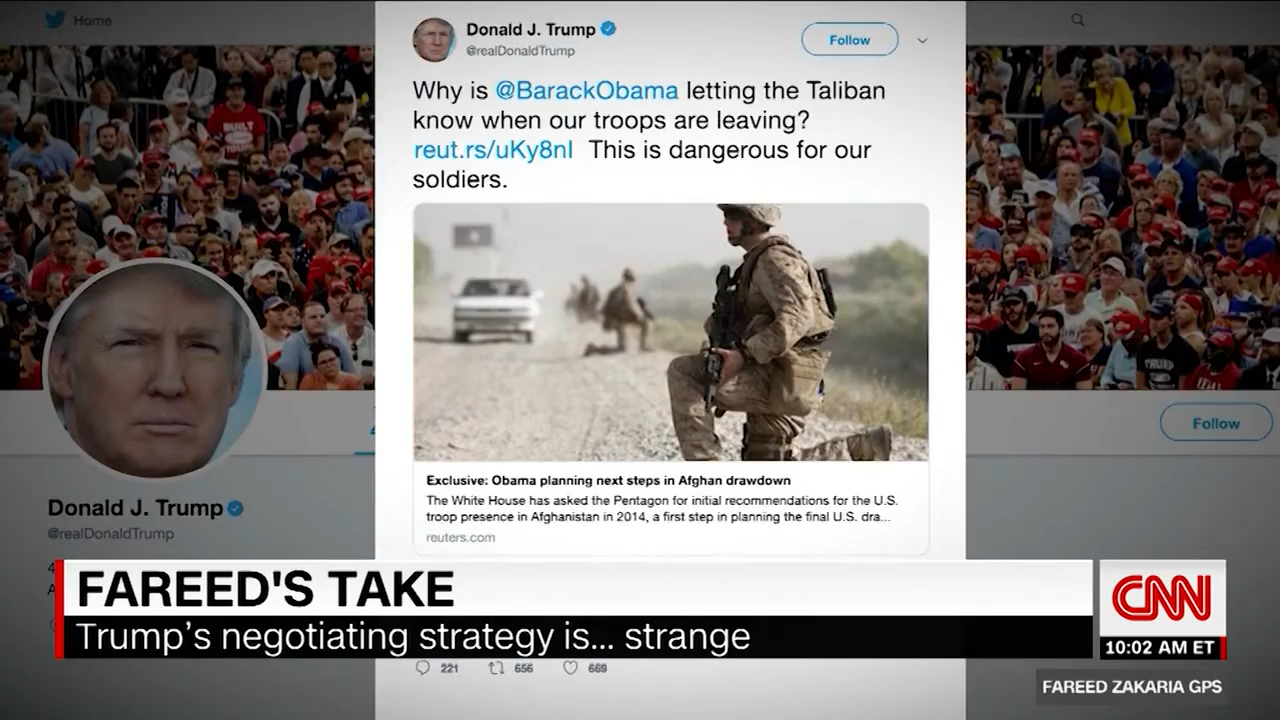 Home
Donald J. Trump
@realDonaldTrump
Follow
Why is @BarackObama letting the Taliban
know when our troops are leaving?
reut.rs/uKy8nI This is dangerous for our
soldiers.
Exclusive: Obama planning next steps in Afghan drawdown
The White House has asked the Pentagon for initial recommendations for the U.S.
troop presence in Afghanistan in 2014, a first step in planning the final U.S. dra...
reuters.com
Follow
Donald J. Trump
@realDonaldTrump
FAREED'S TAKE
Trump's negotiating strategy is... strange
CNN
10:02 AM ET
221 656 669
FAREED ZAKARIA GPS